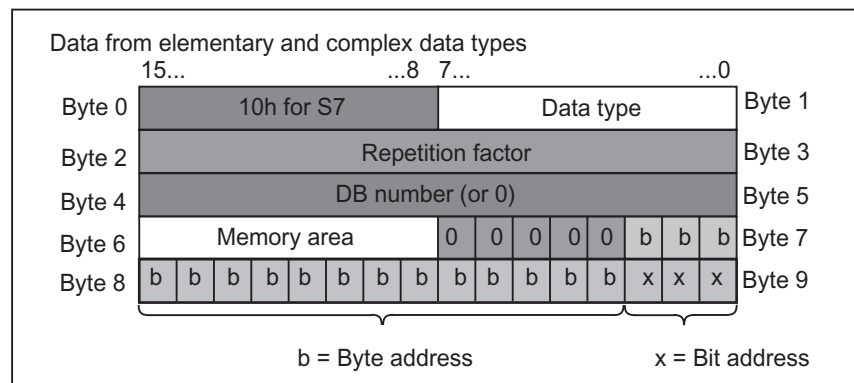 Data from elementary and complex data types
15... ...8 7... ...0
Byte 0 10h for S7 Data type Byte 1
Byte 2 Repetition factor Byte 3
Byte 4 DB number (or 0) Byte 5
Byte 6 Memory area 0 0 0 0 0 b b b Byte 7
Byte 8 b b b b b b b b b b b b b x x x Byte 9
b = Byte address x = Bit address